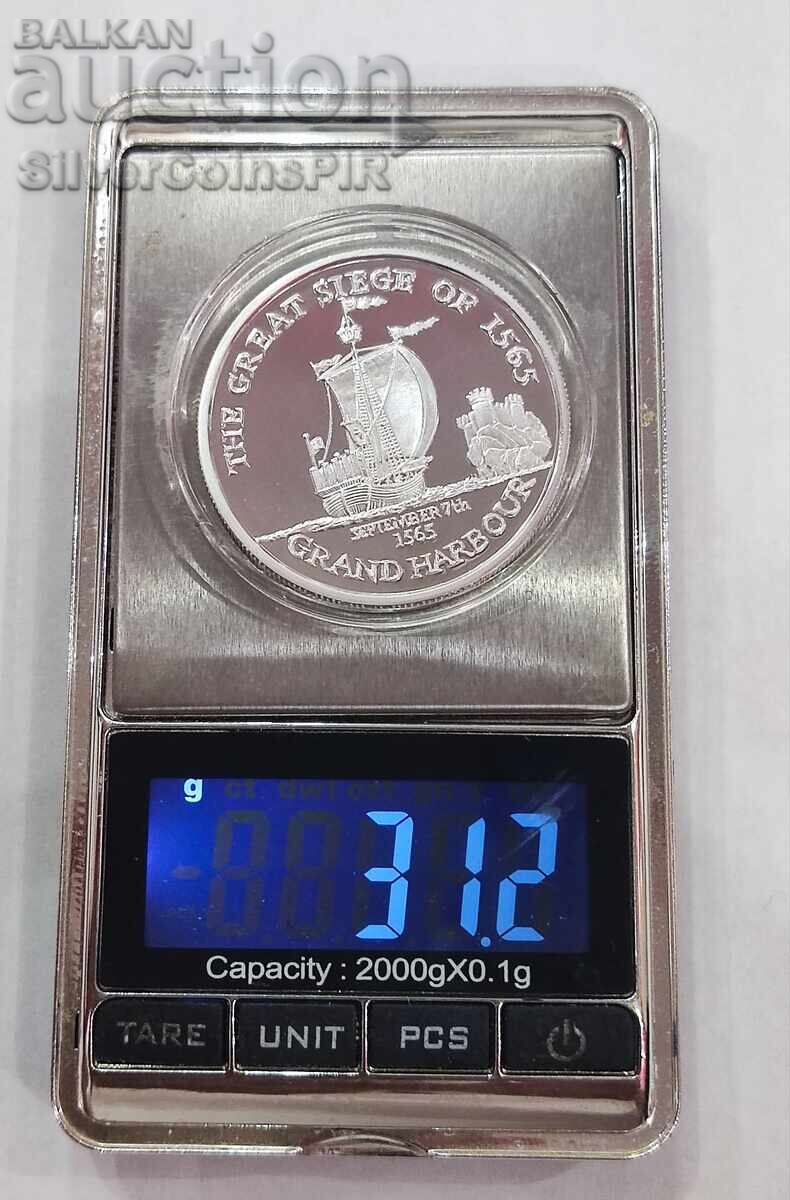 BALKAN
auction
SilverCoinsPIR
THE GREAT SIEGE OF 1565
SEPTEMBER 7th
1565
GRAND HARBOUR
g
31.2
Capacity : 2000gX0.1g
TARE UNIT PCS